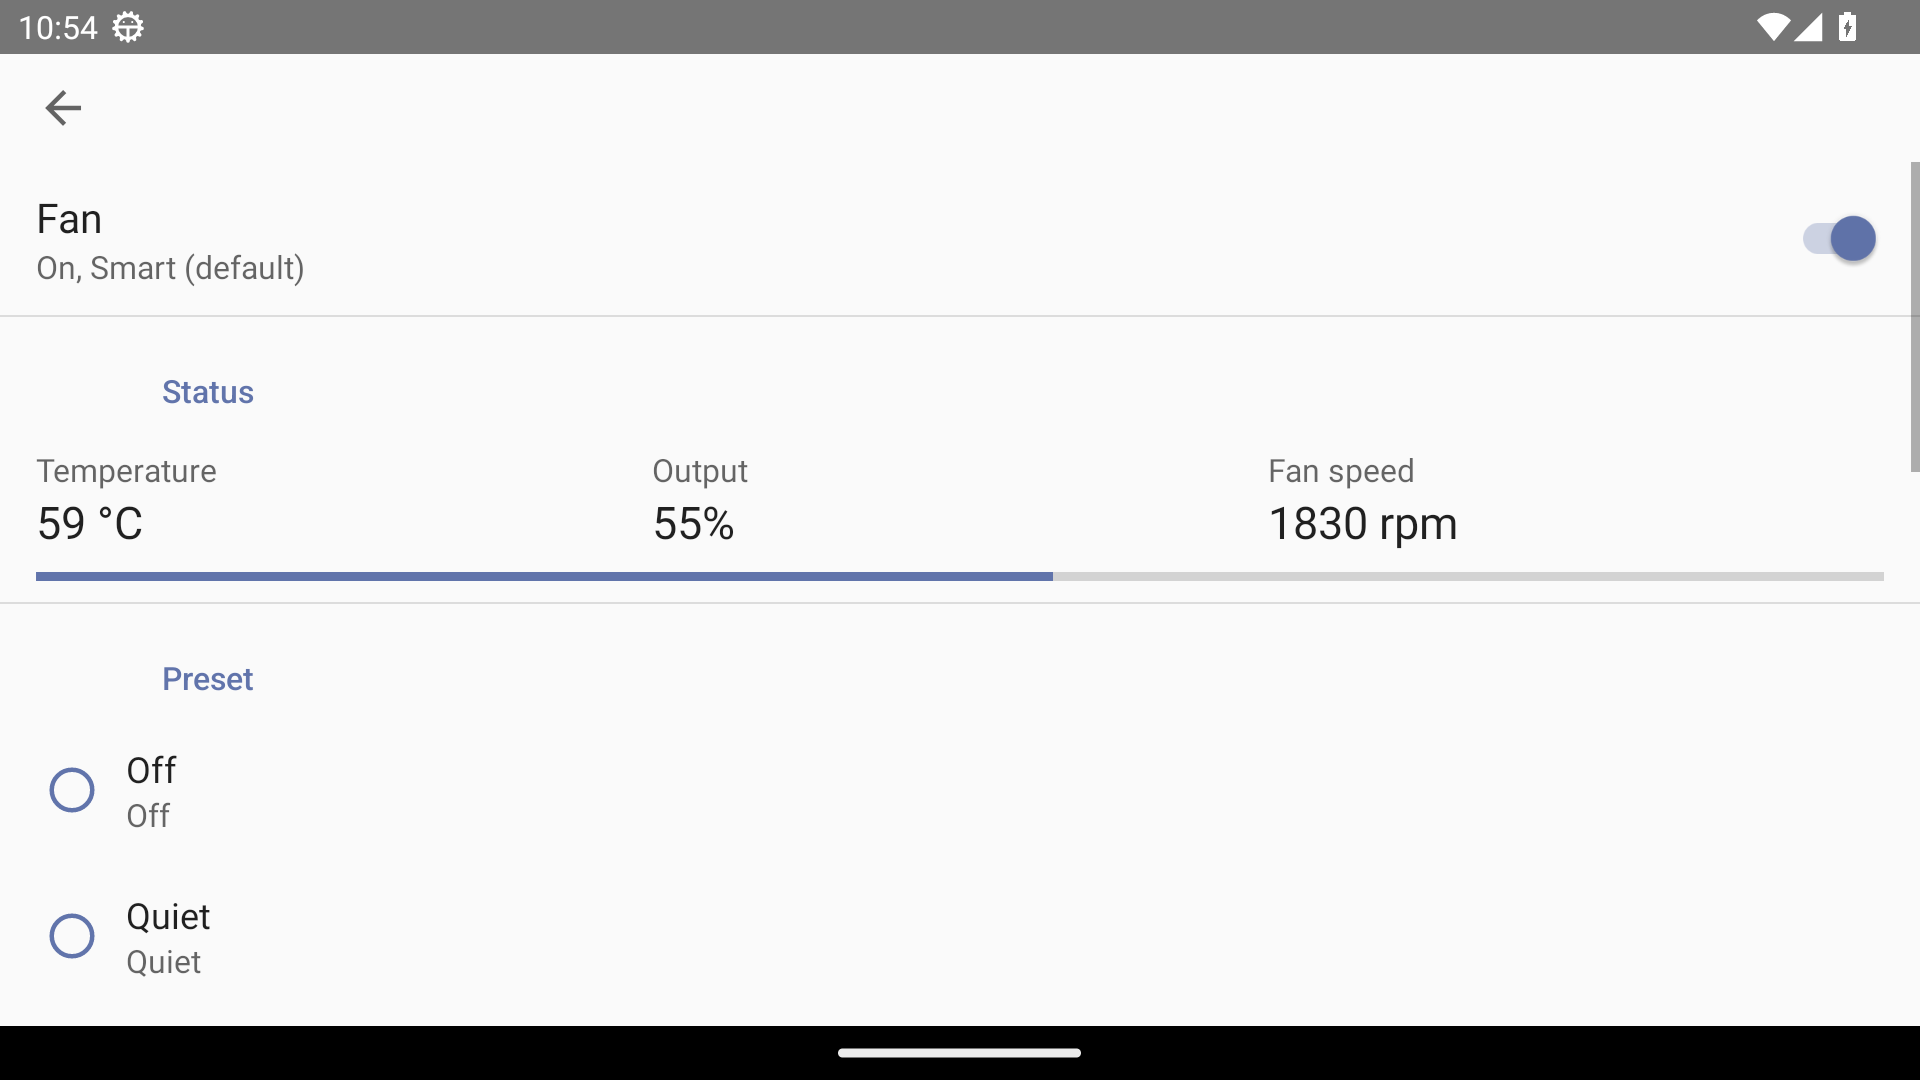 10:54
Fan
On, Smart (default)
Status
Temperature Output Fan speed
59 °C 55% 1830 rpm
Preset
Off
Off
Quiet
Quiet